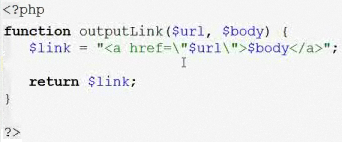 <?php
function outputLink($url, $body) {
$link = "<a href=\"$url\">$body</a>";
return $link;
}
?>